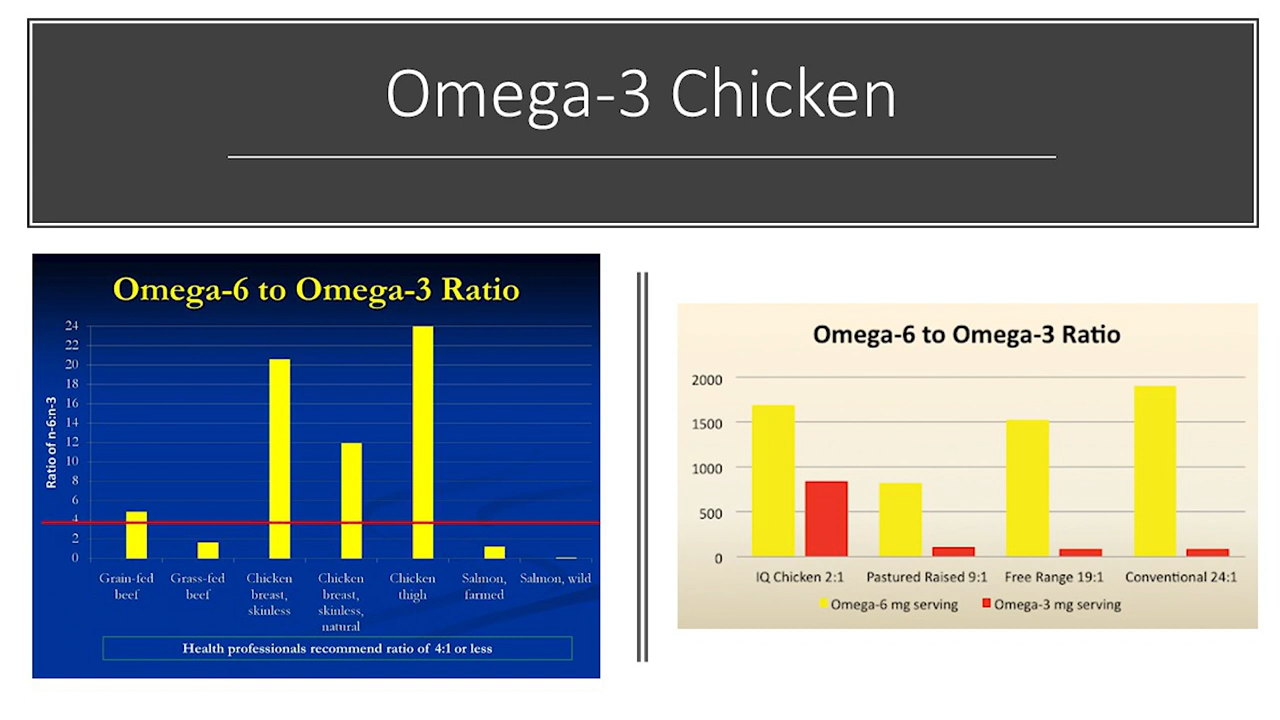 Omega-3 Chicken
Omega-6 to Omega-3 Ratio
Ratio of n-6:n-3
24
22
20
18
16
14
12
10
8
6
4
2
0
Grain-fed beef
Grass-fed beef
Chicken breast, skinless
Chicken breast, skinless, natural
Chicken thigh
Salmon, farmed
Salmon, wild
Health professionals recommend ratio of 4:1 or less
Omega-6 to Omega-3 Ratio
2000
1500
1000
500
0
IQ Chicken 2:1
Pastured Raised 9:1
Free Range 19:1
Conventional 24:1
Omega-6 mg serving
Omega-3 mg serving